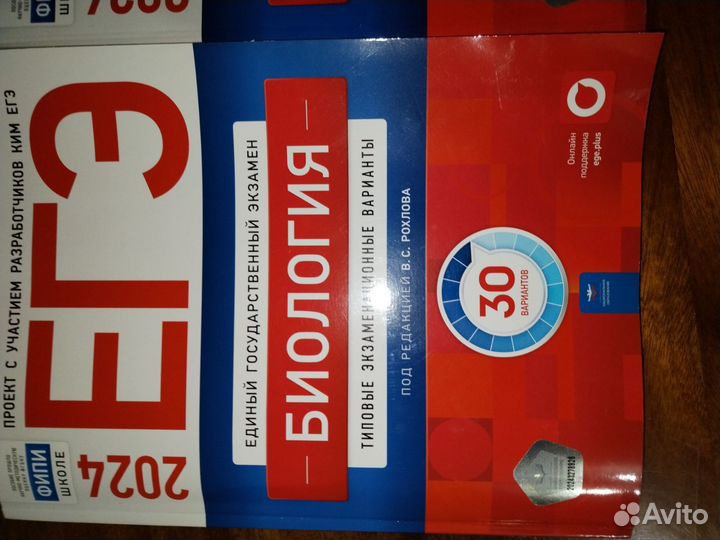 ПРОЕКТ С УЧАСТИЕМ РАЗРАБОТЧИКОВ КИМ ЕГЭ
ФИПИ
ШКОЛЕ
2024
ЕГЭ
ЕДИНЫЙ ГОСУДАРСТВЕННЫЙ ЭКЗАМЕН
БИОЛОГИЯ
ТИПОВЫЕ ЭКЗАМЕНАЦИОННЫЕ ВАРИАНТЫ
ПОД РЕДАКЦИЕЙ В.С. РОХЛОВА
30
ВАРИАНТОВ
Онлайн
поддержка
ege.plus
2024
Avito